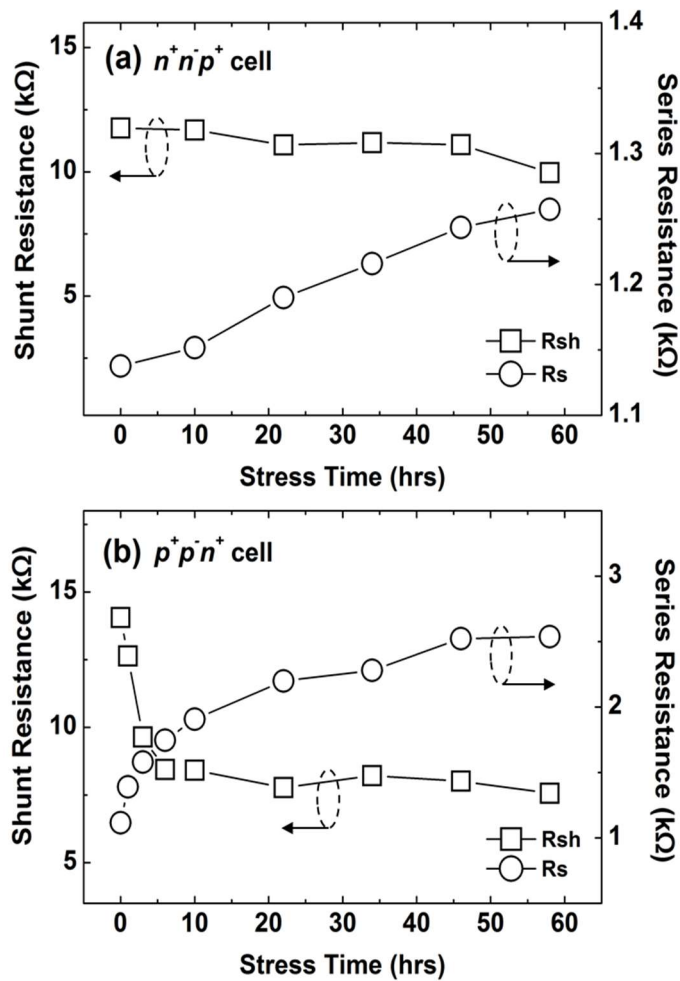 (a) n⁺n⁻p⁺ cell
Shunt Resistance (kΩ)
15
10
5
Series Resistance (kΩ)
1.4
1.3
1.2
1.1
Rsh
Rs
0 10 20 30 40 50 60
Stress Time (hrs)
(b) p⁺p⁻n⁺ cell
Shunt Resistance (kΩ)
15
10
5
Series Resistance (kΩ)
3
2
1
Rsh
Rs
0 10 20 30 40 50 60
Stress Time (hrs)